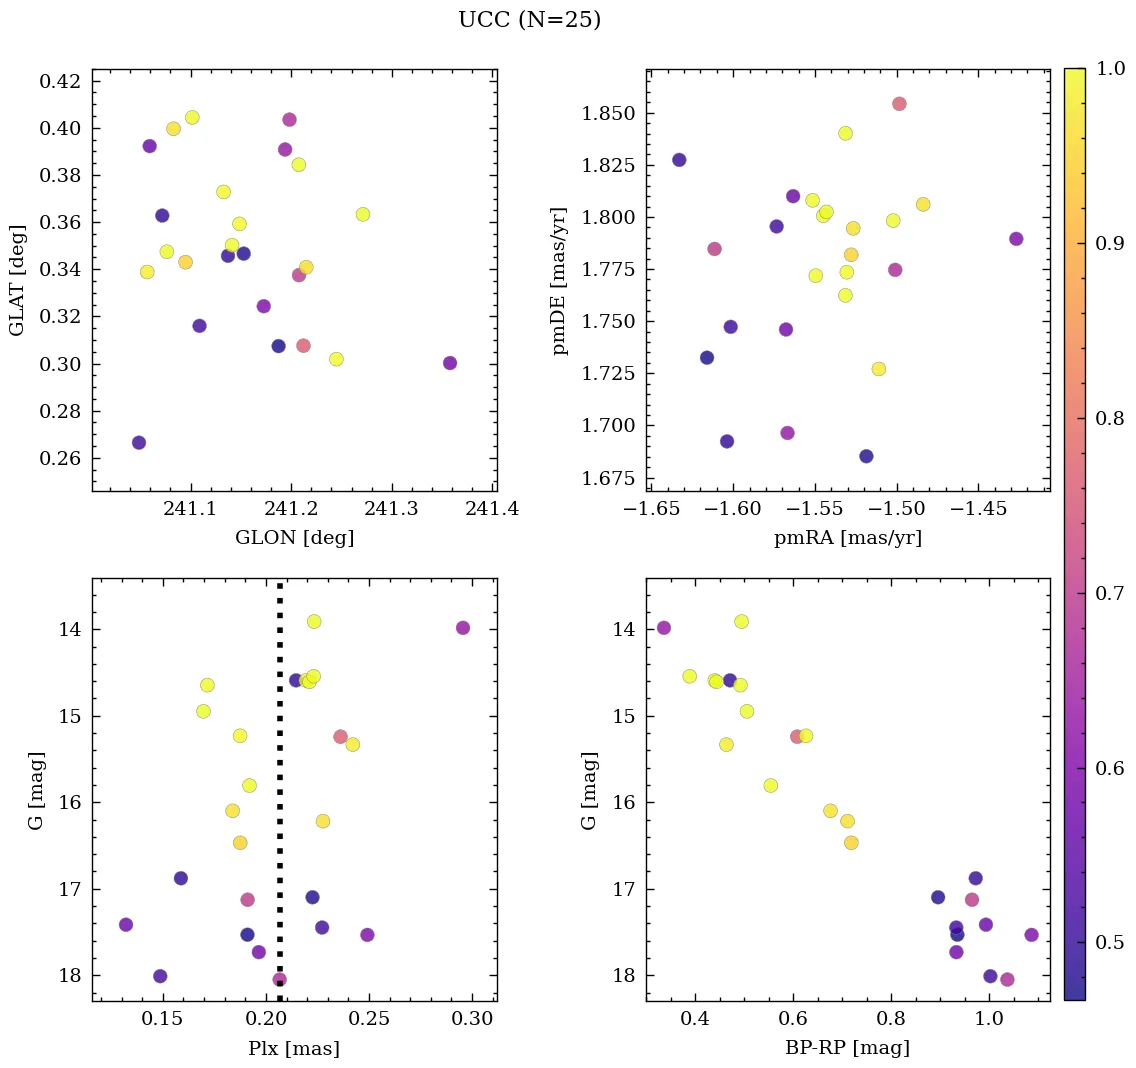 UCC (N=25)
0.42
0.40
0.38
0.36
0.34
0.32
0.30
0.28
0.26
GLAT [deg]
241.1 241.2 241.3 241.4
GLON [deg]
1.850
1.825
1.800
1.775
1.750
1.725
1.700
1.675
pmDE [mas/yr]
−1.65 −1.60 −1.55 −1.50 −1.45
pmRA [mas/yr]
14
15
16
17
18
G [mag]
0.15 0.20 0.25 0.30
Plx [mas]
14
15
16
17
18
G [mag]
0.4 0.6 0.8 1.0
BP-RP [mag]
1.0
0.9
0.8
0.7
0.6
0.5